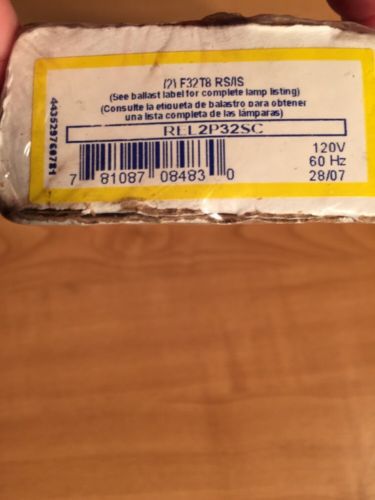 (2) F32T8 RS/IS
(See ballast label for complete lamp listing)
(Consulte la etiqueta de balastro para obtener
una lista completa de las lámparas)
REL2P32SC
120V
60 Hz
28/07
7 81087 08483 0